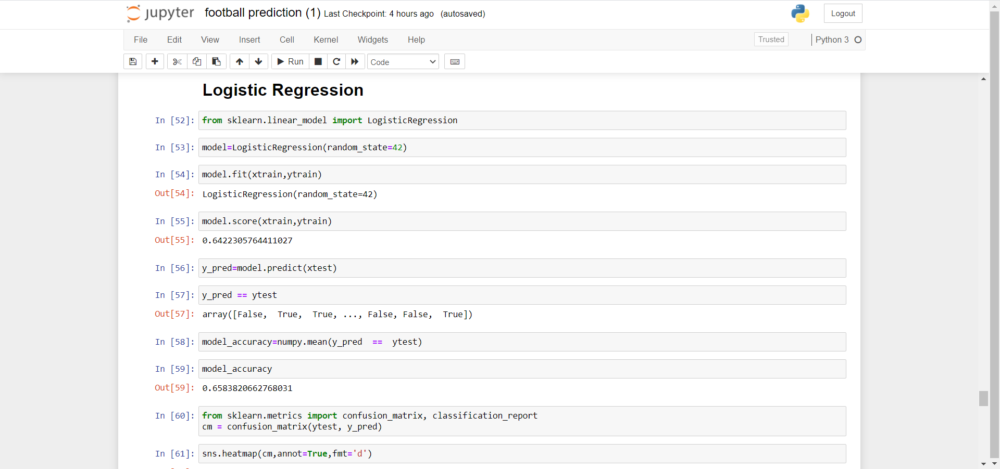 jupyter football prediction (1) Last Checkpoint: 4 hours ago (autosaved) Logout
File Edit View Insert Cell Kernel Widgets Help Trusted Python 3
Run Code
Logistic Regression
In [52]: from sklearn.linear_model import LogisticRegression
In [53]: model=LogisticRegression(random_state=42)
In [54]: model.fit(xtrain,ytrain)
Out[54]: LogisticRegression(random_state=42)
In [55]: model.score(xtrain,ytrain)
Out[55]: 0.6422305764411027
In [56]: y_pred=model.predict(xtest)
In [57]: y_pred == ytest
Out[57]: array([False,  True,  True, ..., False, False,  True])
In [58]: model_accuracy=numpy.mean(y_pred  ==  ytest)
In [59]: model_accuracy
Out[59]: 0.6583820662768031
In [60]: from sklearn.metrics import confusion_matrix, classification_report
cm = confusion_matrix(ytest, y_pred)
In [61]: sns.heatmap(cm,annot=True,fmt='d')